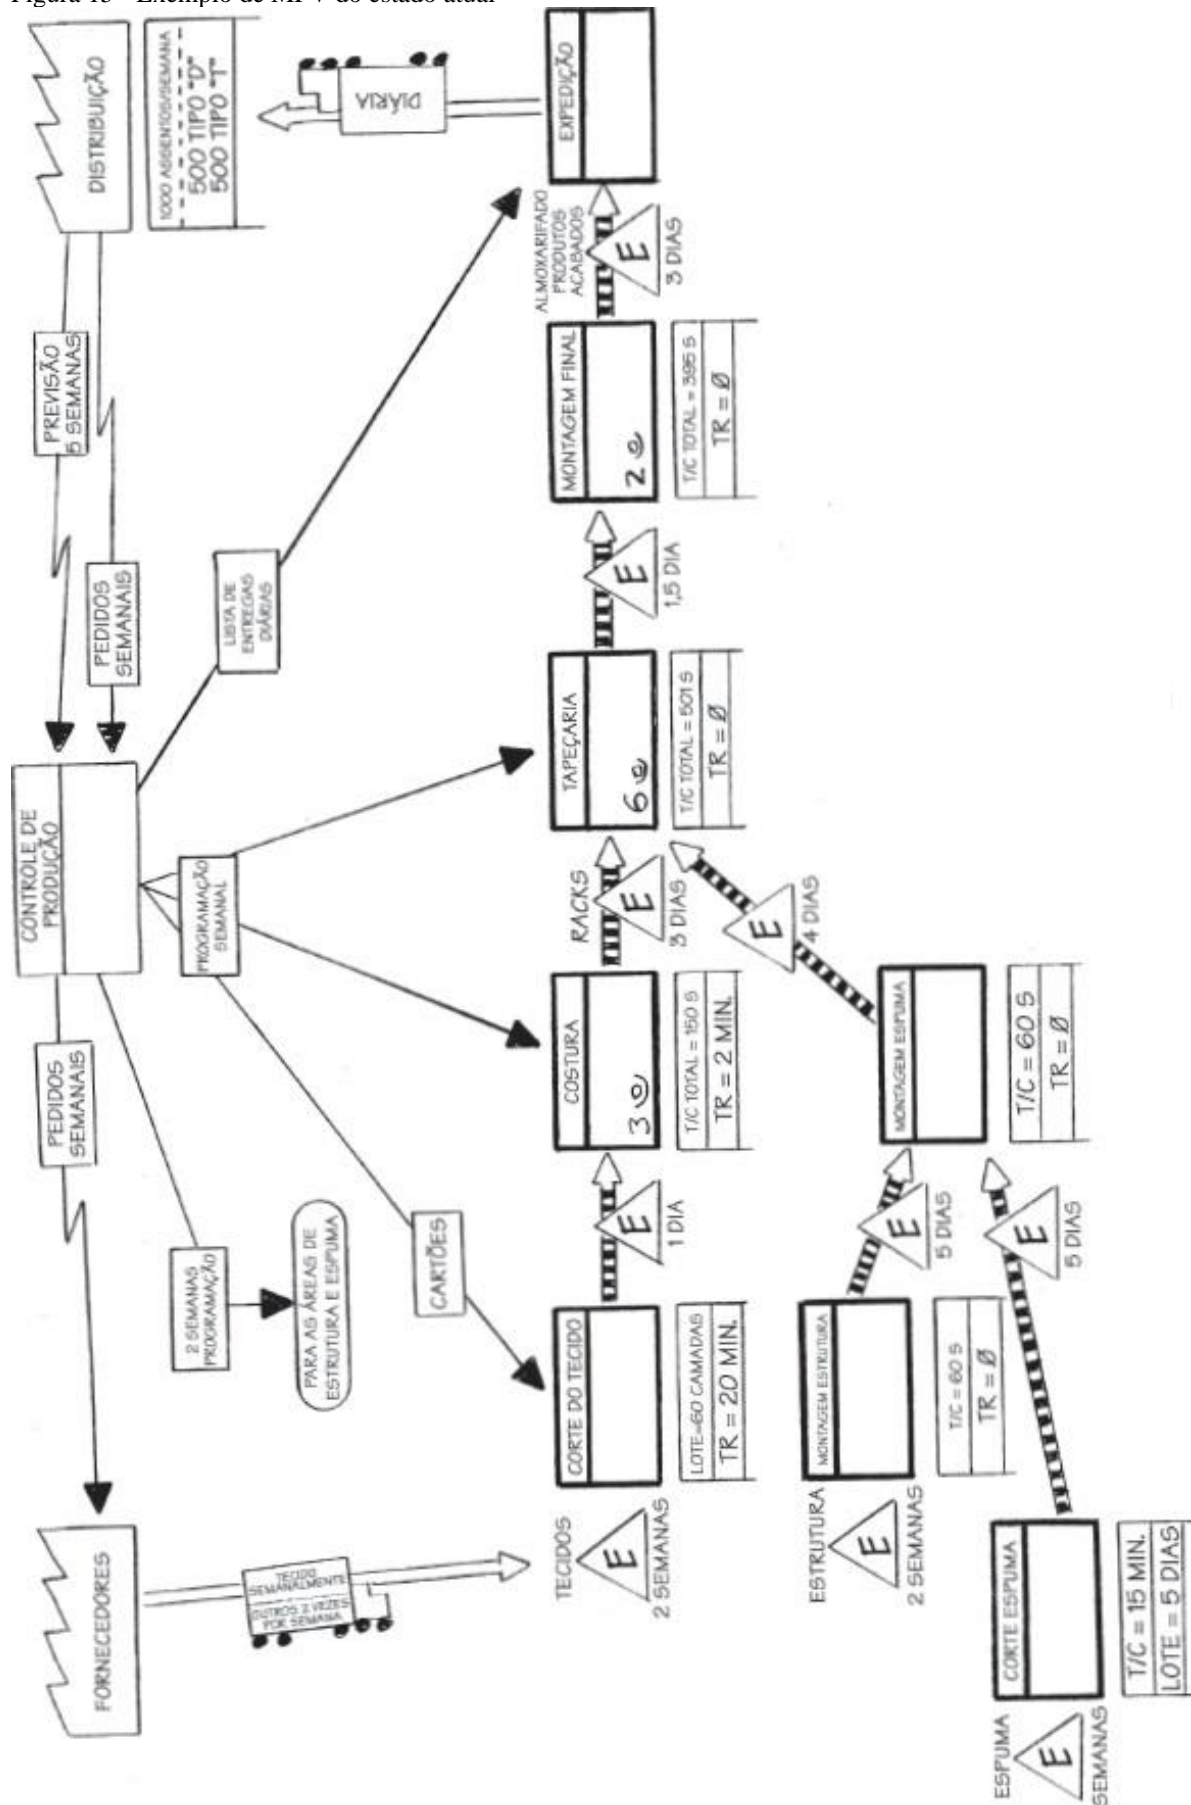 Figura 13 - Exemplo de MFV do estado atual
FORNECEDORES
PEDIDOS
SEMANAIS
CONTROLE DE
PRODUÇÃO
PREVISÃO
5 SEMANAS
PEDIDOS
SEMANAIS
DISTRIBUIÇÃO
1000 ASSENTOS/SEMANA
500 TIPO "D"
500 TIPO "T"
TECIDO
SEMANALMENTE
OUTROS 2 VEZES
POR SEMANA
2 SEMANAS
PROGRAMAÇÃO
PARA AS ÁREAS DE
ESTRUTURA E ESPUMA
CARTÕES
PROGRAMAÇÃO
SEMANAL
LISTA DE
ENTREGAS
DIÁRIAS
DIÁRIA
TECIDOS
E
2 SEMANAS
CORTE DO TECIDO
LOTE=60 CAMADAS
TR = 20 MIN.
E
1 DIA
COSTURA
3
T/C TOTAL = 150 S
TR = 2 MIN.
RACKS
E
3 DIAS
TAPEÇARIA
6
T/C TOTAL = 501 S
TR = Ø
E
1,5 DIA
MONTAGEM FINAL
2
T/C TOTAL = 395 S
TR = Ø
ALMOXARIFADO
PRODUTOS
ACABADOS
E
3 DIAS
EXPEDIÇÃO
ESTRUTURA
E
2 SEMANAS
MONTAGEM ESTRUTURA
T/C = 60 S
TR = Ø
E
5 DIAS
MONTAGEM ESPUMA
T/C = 60 S
TR = Ø
E
4 DIAS
ESPUMA
E
SEMANAS
CORTE ESPUMA
T/C = 15 MIN.
LOTE = 5 DIAS
E
5 DIAS